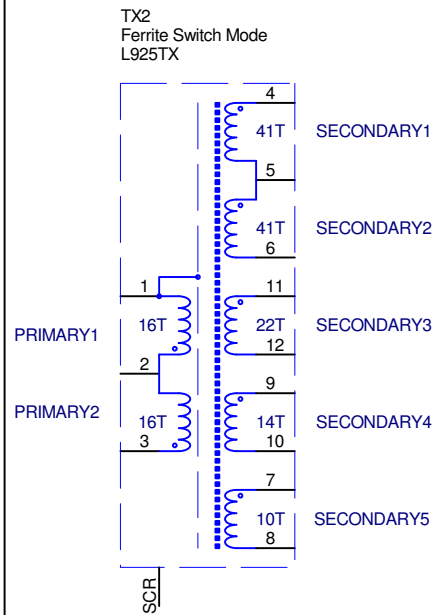 TX2
Ferrite Switch Mode
L925TX
4
41T SECONDARY1
5
41T SECONDARY2
6
1 11
PRIMARY1 16T 22T SECONDARY3
2 12
9
PRIMARY2 16T 14T SECONDARY4
3 10
7
10T SECONDARY5
8
SCR